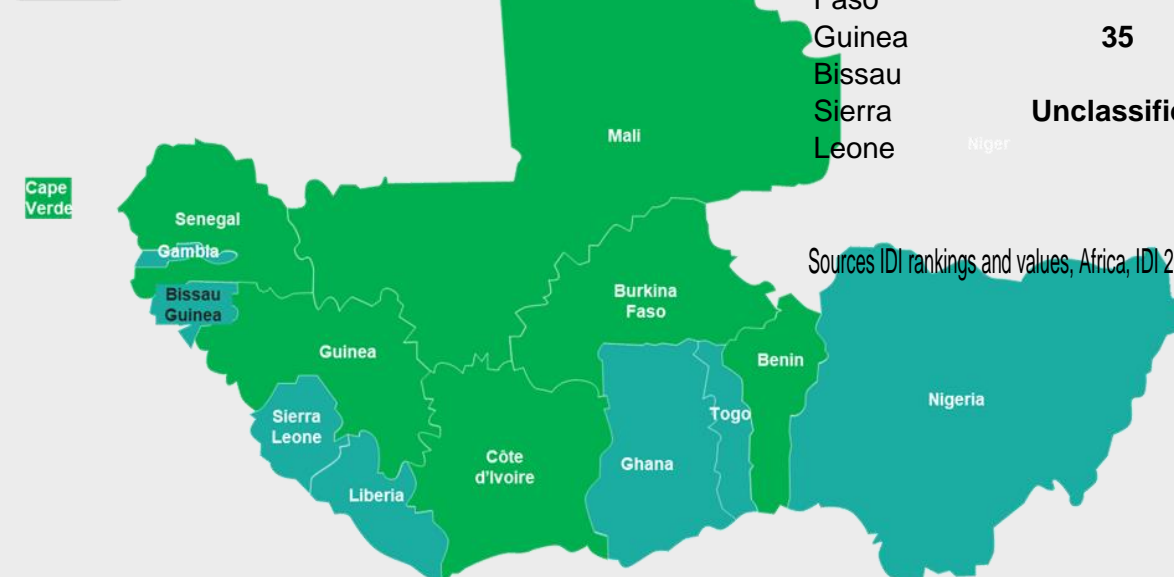 Faso
Guinea 35
Bissau
Sierra Unclassifie
Leone
Niger
Mali
Cape
Verde
Senegal
Gambia
Sources IDI rankings and values, Africa, IDI 2
Bissau
Guinea
Burkina
Faso
Guinea
Benin
Nigeria
Sierra
Leone
Togo
Côte
d'Ivoire
Ghana
Liberia